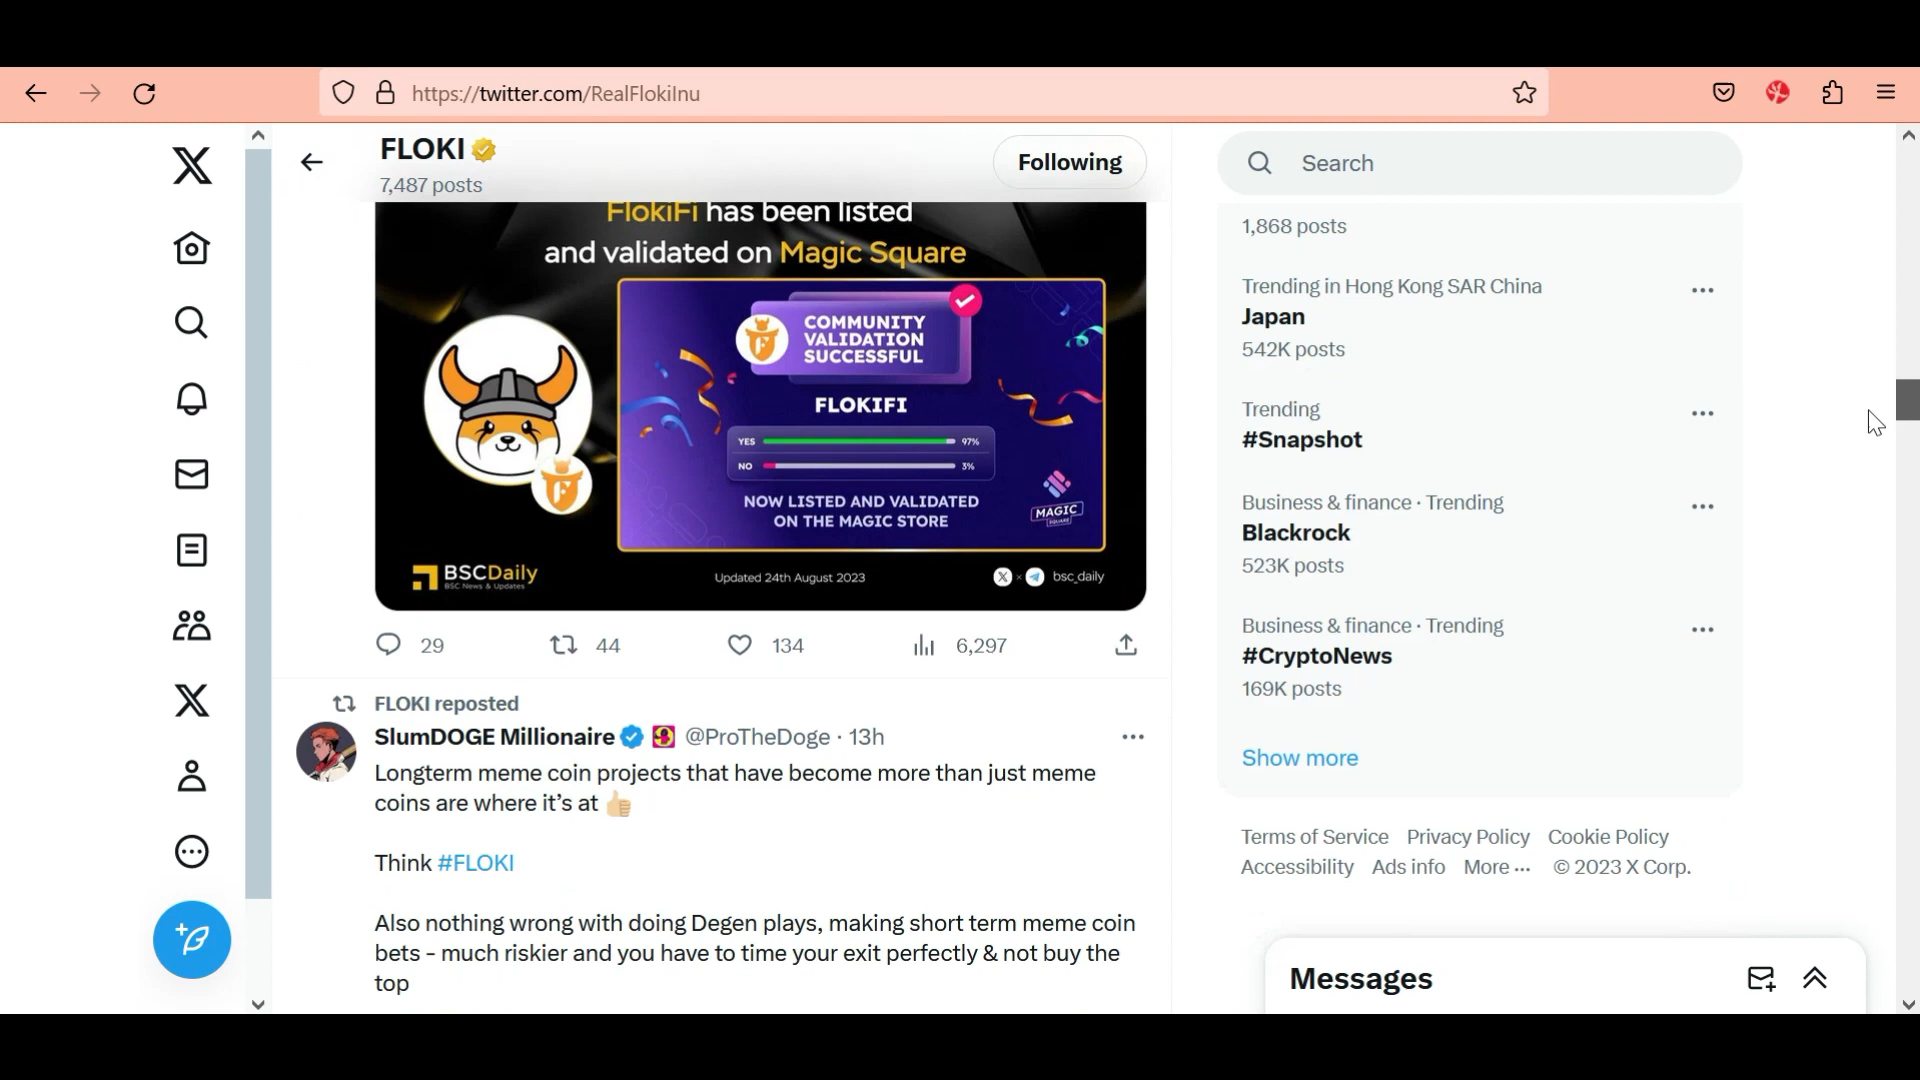 https://twitter.com/RealFlokiInu
FLOKI
7,487 posts
Following
Search
FlokiFi has been listed
and validated on Magic Square
COMMUNITY
VALIDATION
SUCCESSFUL
FLOKIFI
YES 97%
NO 3%
NOW LISTED AND VALIDATED
ON THE MAGIC STORE
MAGIC
SQUARE
BSCDaily
BSC News & Updates
Updated 24th August 2023
X × bsc_daily
29 44 134 6,297
FLOKI reposted
SlumDOGE Millionaire @ProTheDoge · 13h
Longterm meme coin projects that have become more than just meme
coins are where it's at 👍🏼
Think #FLOKI
Also nothing wrong with doing Degen plays, making short term meme coin
bets - much riskier and you have to time your exit perfectly & not buy the
top
1,868 posts
Trending in Hong Kong SAR China
Japan
542K posts
Trending
#Snapshot
Business & finance · Trending
Blackrock
523K posts
Business & finance · Trending
#CryptoNews
169K posts
Show more
Terms of Service Privacy Policy Cookie Policy
Accessibility Ads info More ··· © 2023 X Corp.
Messages